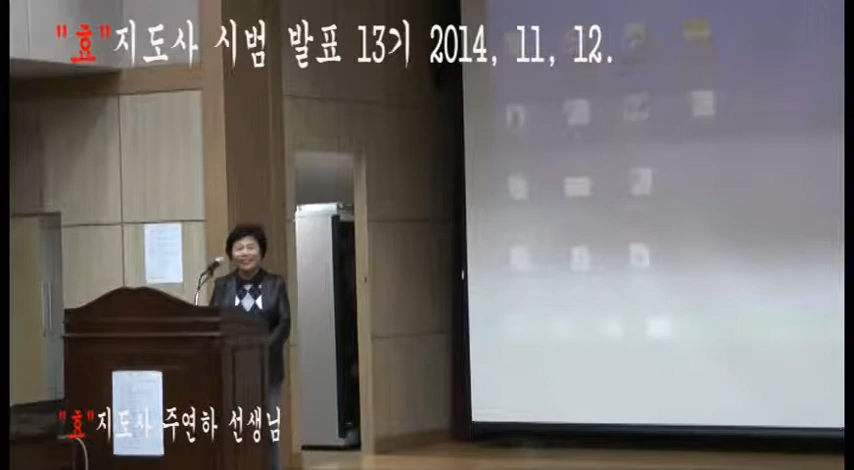 "효"지도사 시범 발표 13기 2014, 11, 12.
"효"지도사 주연하 선생님